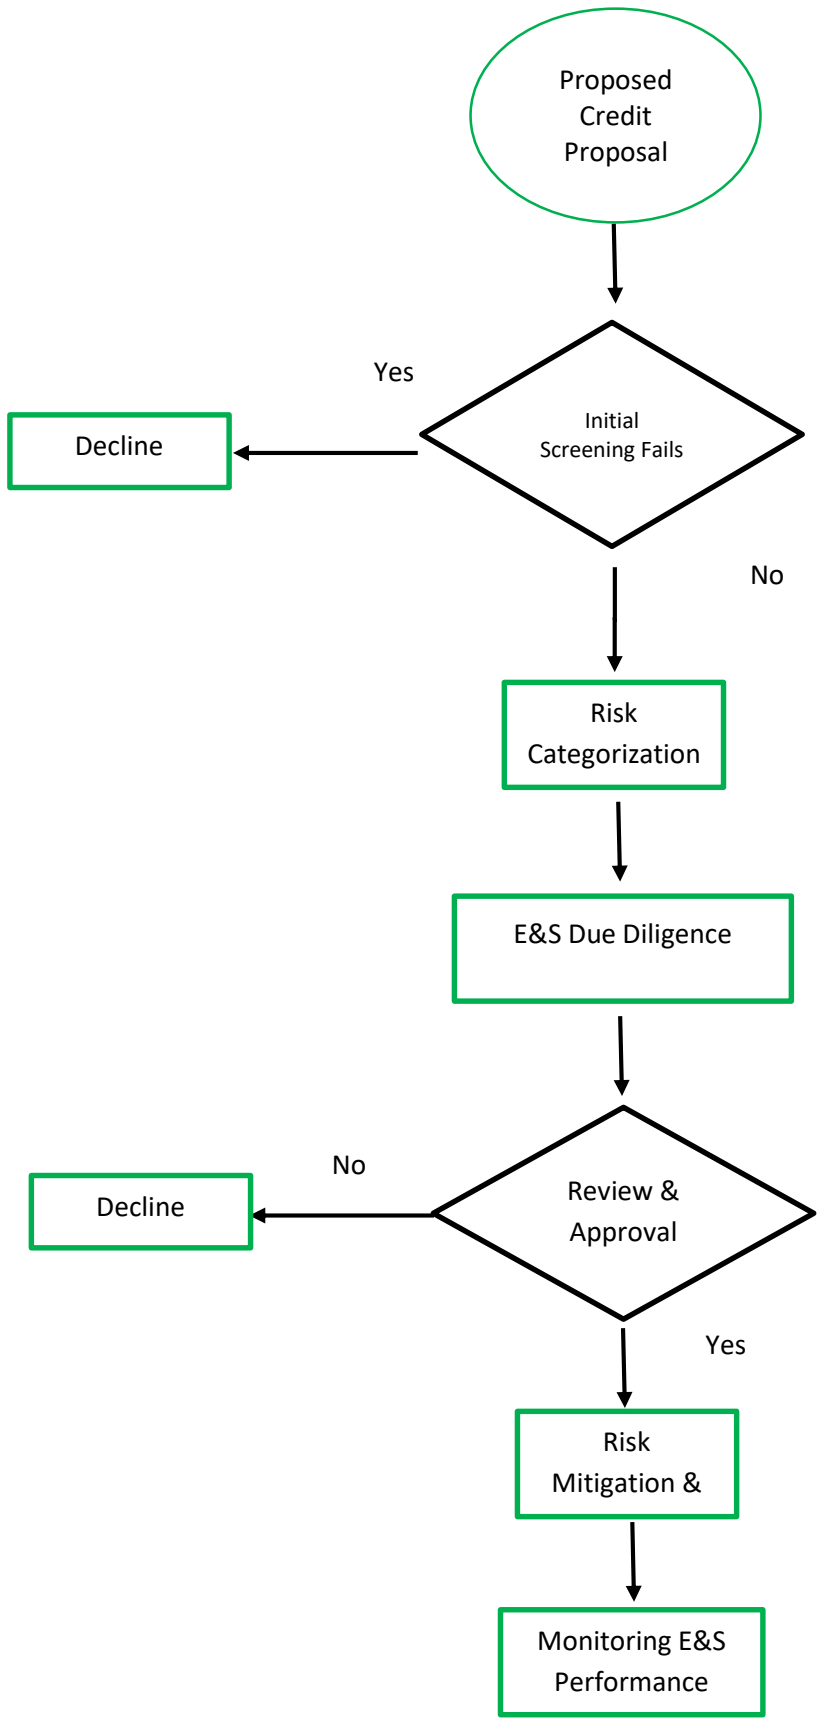 Proposed
Credit
Proposal
Yes
Decline
Initial
Screening Fails
No
Risk
Categorization
E&S Due Diligence
No
Decline
Review &
Approval
Yes
Risk
Mitigation &
Monitoring E&S
Performance